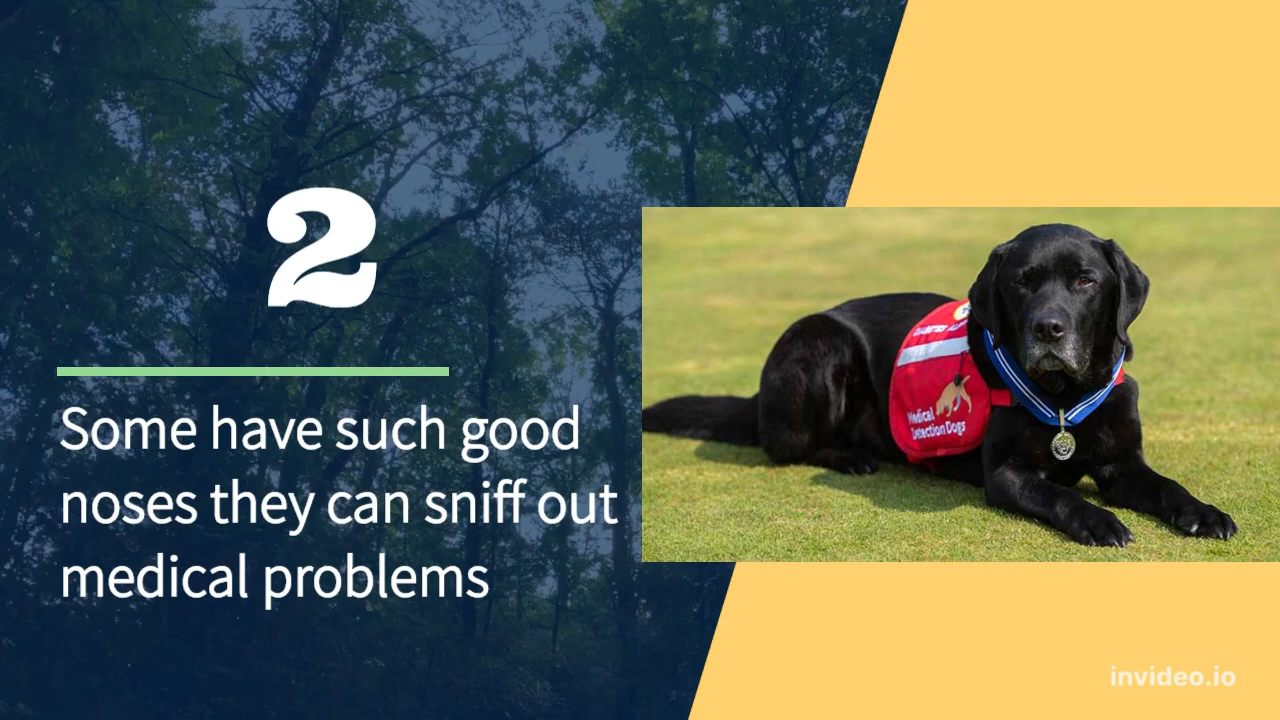 2
Some have such good
noses they can sniff out
medical problems
Medical
Detection Dogs
invideo.io